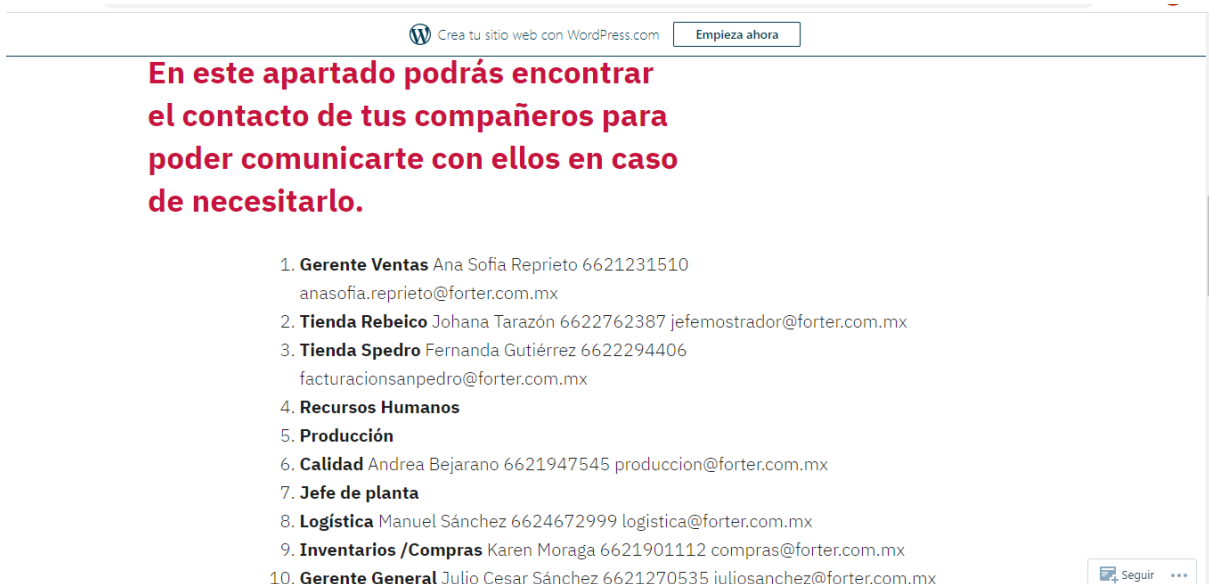 Crea tu sitio web con WordPress.com Empieza ahora
En este apartado podrás encontrar
el contacto de tus compañeros para
poder comunicarte con ellos en caso
de necesitarlo.
1. Gerente Ventas Ana Sofia Reprieto 6621231510
anasofia.reprieto@forter.com.mx
2. Tienda Rebeico Johana Tarazón 6622762387 jefemostrador@forter.com.mx
3. Tienda Spedro Fernanda Gutiérrez 6622294406
facturacionsanpedro@forter.com.mx
4. Recursos Humanos
5. Producción
6. Calidad Andrea Bejarano 6621947545 produccion@forter.com.mx
7. Jefe de planta
8. Logística Manuel Sánchez 6624672999 logistica@forter.com.mx
9. Inventarios /Compras Karen Moraga 6621901112 compras@forter.com.mx
10. Gerente General Julio Cesar Sánchez 6621270535 juliosanchez@forter.com.mx
Seguir